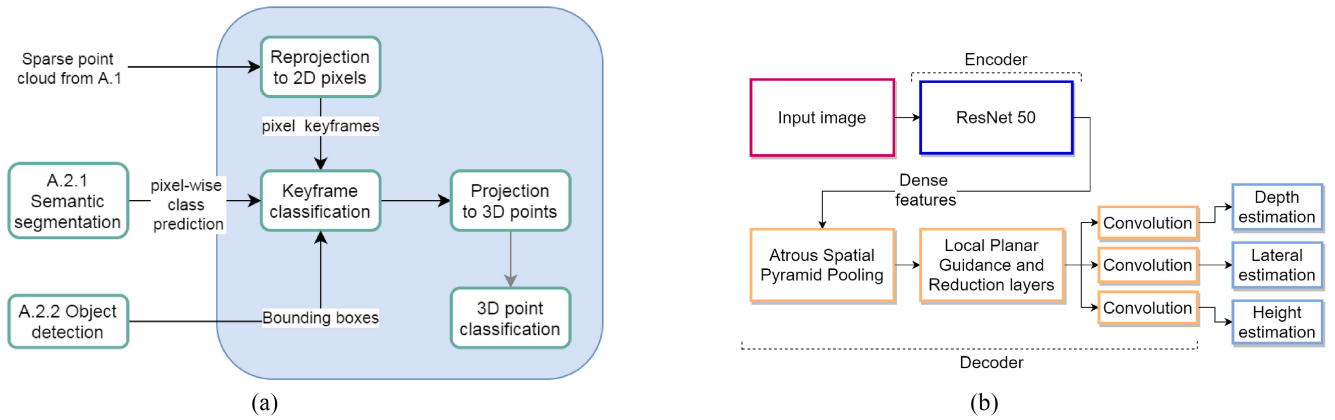 Sparse point
cloud from A.1
Reprojection
to 2D pixels
pixel keyframes
A.2.1
Semantic
segmentation
pixel-wise
class
prediction
Keyframe
classification
Projection
to 3D points
A.2.2 Object
detection
Bounding boxes
3D point
classification
(a)
Encoder
Input image
ResNet 50
Dense
features
Atrous Spatial
Pyramid Pooling
Local Planar
Guidance and
Reduction layers
Convolution
Convolution
Convolution
Depth
estimation
Lateral
estimation
Height
estimation
Decoder
(b)